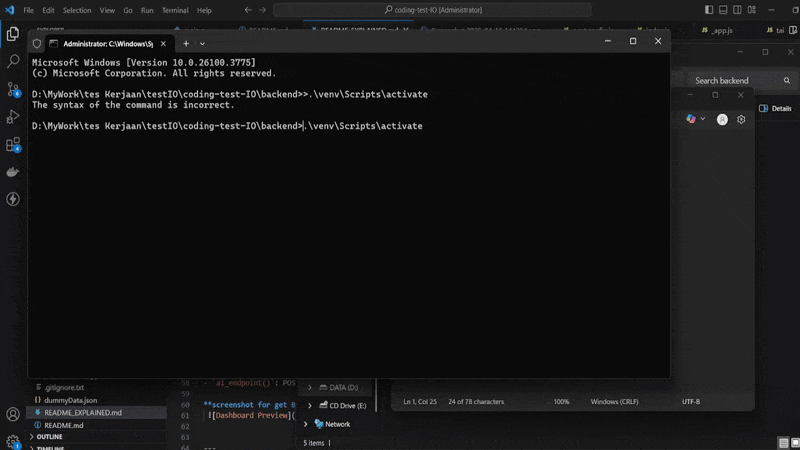 File Edit Selection View Go Run Terminal Help
coding-test-IO [Administrator]
_app.js
Administrator: C:\Windows\Sy
Microsoft Windows [Version 10.0.26100.3775]
(c) Microsoft Corporation. All rights reserved.
D:\MyWork\tes Kerjaan\testIO\coding-test-IO\backend>>.\venv\Scripts\activate
The syntax of the command is incorrect.
D:\MyWork\tes Kerjaan\testIO\coding-test-IO\backend>.\venv\Scripts\activate
Search backend
Details
.gitignore.txt
dummyData.json
README_EXPLAINED.md
README.md
OUTLINE
58
- `ai_endpoint()`: POS
59
60
**screenshot for get B
61
![Dashboard Preview](
62
63
DATA (D:)
CD Drive (E:)
Network
5 items
Ln 1, Col 25
24 of 78 characters
100%
Windows (CRLF)
UTF-8